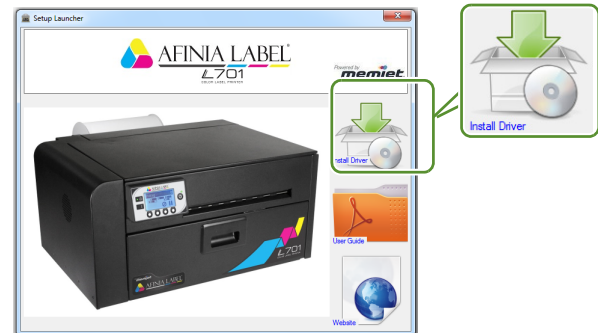 Setup Launcher
AFINIA LABEL
L701
COLOR LABEL PRINTER
Powered by
memjet
Install Driver
Install Driver
User Guide
Website
L701
AFINIA LABEL